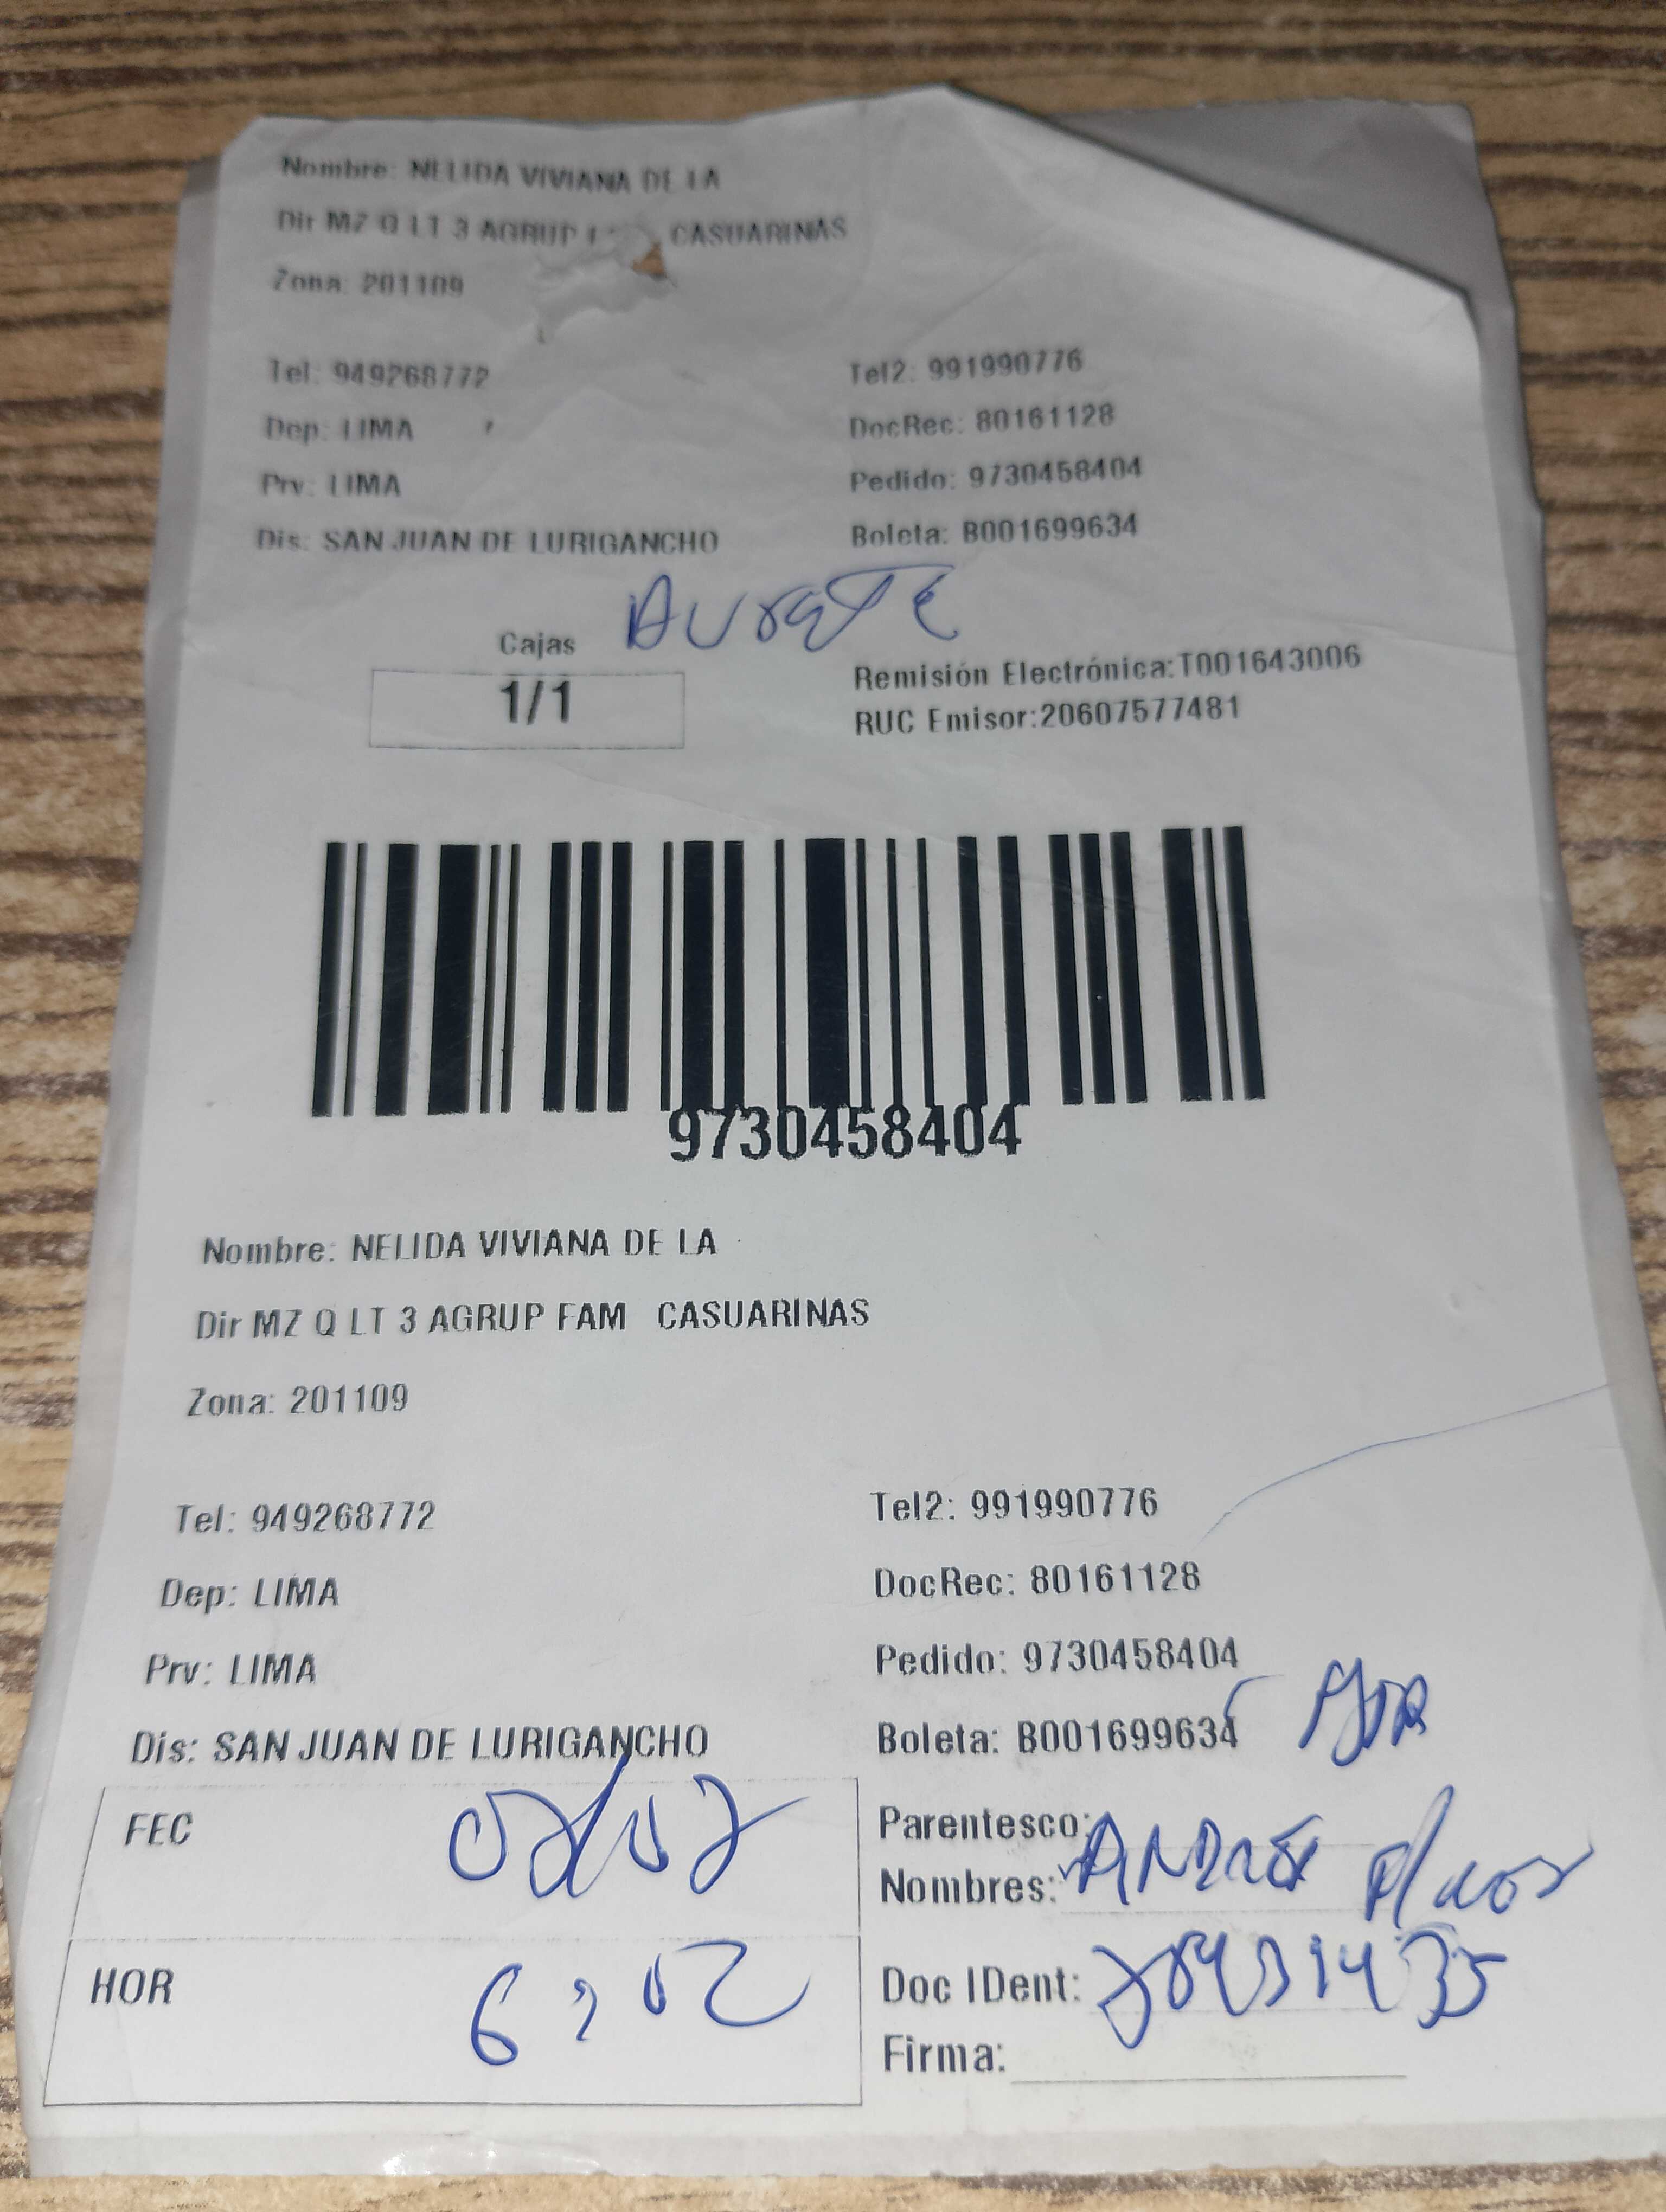 Nombre: NELIDA VIVIANA DE LA
Dir MZ Q LT 3 AGRUP CASUARINAS
Zona: 201109
Tel: 949268772 Tel2: 991990776
Dep: LIMA DocRec: 80161128
Prv: LIMA Pedido: 9730458404
Dis: SAN JUAN DE LURIGANCHO Boleta: B001699634
Cajas
1/1
Remisión Electrónica:T001643006
RUC Emisor:20607577481
9730458404
Nombre: NELIDA VIVIANA DE LA
Dir MZ Q LT 3 AGRUP FAM CASUARINAS
Zona: 201109
Tel: 949268772 Tel2: 991990776
Dep: LIMA DocRec: 80161128
Prv: LIMA Pedido: 9730458404
Dis: SAN JUAN DE LURIGANCHO Boleta: B001699634
FEC
Parentesco:
Nombres:
HOR 6:02
Doc IDent:
Firma: